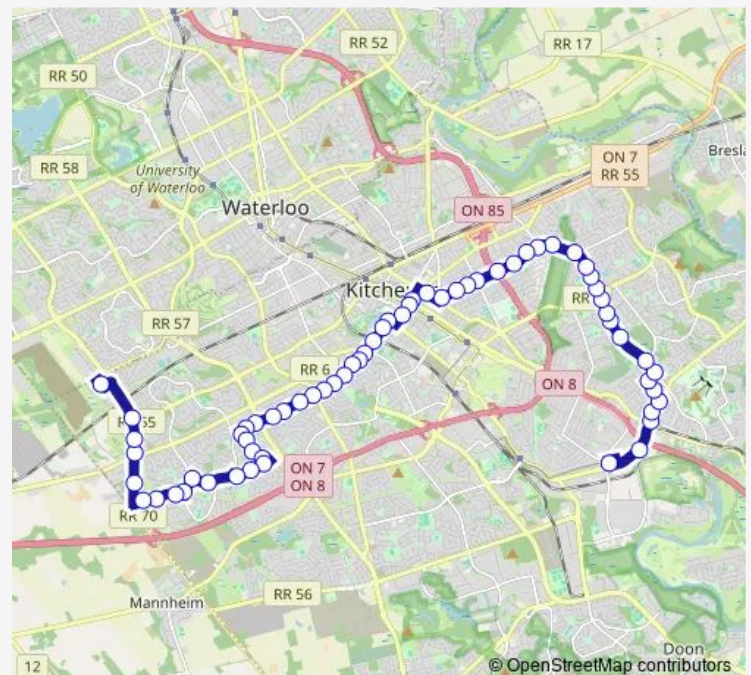 RR 52
RR 17
RR 50
ON 7
RR 55
RR 58
University
of Waterloo
Waterloo
ON 85
RR 57
RR 6
ON 8
ON 7
ON 8
RR 70
RR 56
Mannheim
Doon
12
© OpenStreetMap contributors